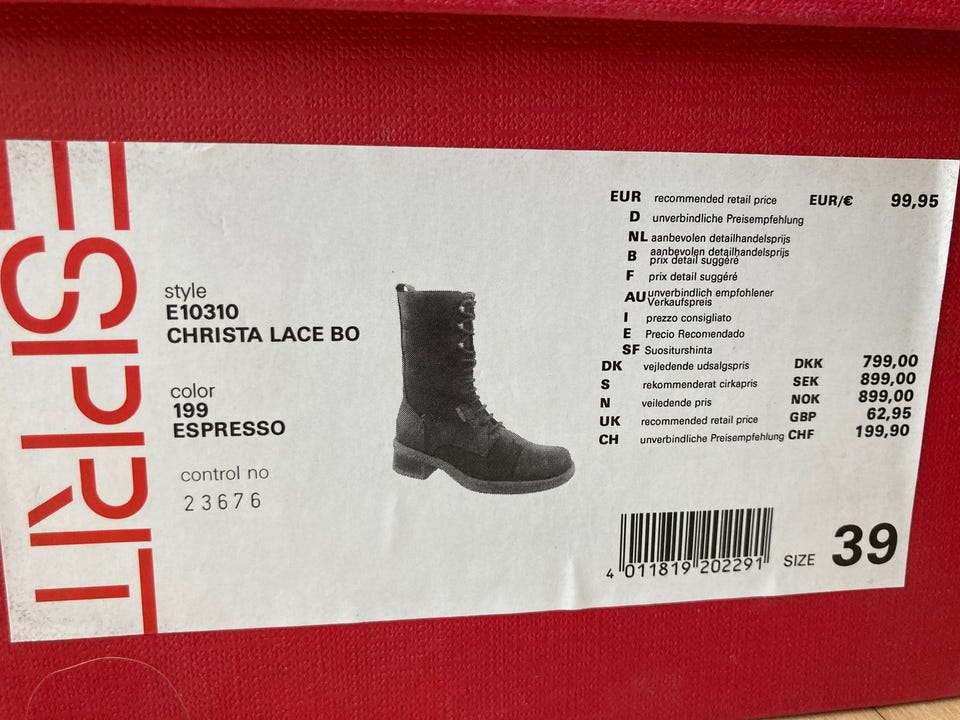 ESPRIT
style
E10310
CHRISTA LACE BO
color
199
ESPRESSO
control no
23676
EUR recommended retail price EUR/€ 99,95
D unverbindliche Preisempfehlung
NL aanbevolen detailhandelsprijs
B aanbevolen detailhandelsprijs
prix détail suggéré
F prix détail suggéré
AU unverbindlich empfohlener
Verkaufspreis
I prezzo consigliato
E Precio Recomendado
SF Suositurshinta
DK vejledende udsalgspris DKK 799,00
S rekommenderat cirkapris SEK 899,00
N veiledende pris NOK 899,00
UK recommended retail price GBP 62,95
CH unverbindliche Preisempfehlung CHF 199,90
4 011819 202291
SIZE 39